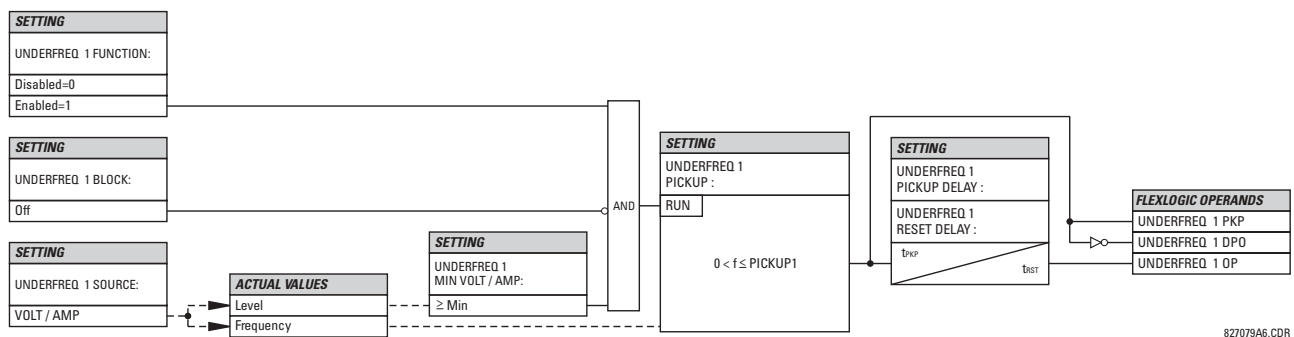 SETTING
UNDERFREQ 1 FUNCTION:
Disabled=0
Enabled=1
SETTING
UNDERFREQ 1 BLOCK:
Off
SETTING
UNDERFREQ 1 SOURCE:
VOLT / AMP
ACTUAL VALUES
Level
Frequency
SETTING
UNDERFREQ 1
MIN VOLT / AMP:
≥ Min
AND
SETTING
UNDERFREQ 1
PICKUP :
RUN
0 < f ≤ PICKUP1
SETTING
UNDERFREQ 1
PICKUP DELAY :
UNDERFREQ 1
RESET DELAY :
tPKP
tRST
FLEXLOGIC OPERANDS
UNDERFREQ 1 PKP
UNDERFREQ 1 DPO
UNDERFREQ 1 OP
827079A6.CDR